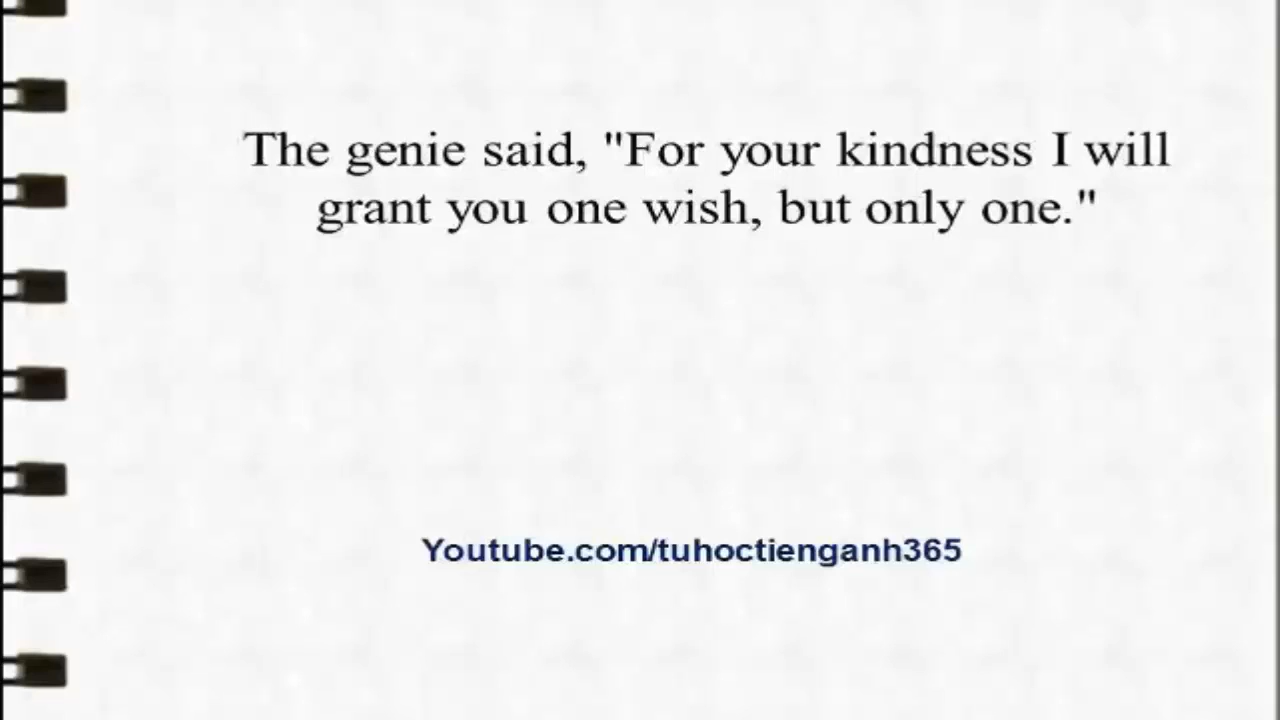 The genie said, "For your kindness I will
grant you one wish, but only one."
Youtube.com/tuhoctienganh365